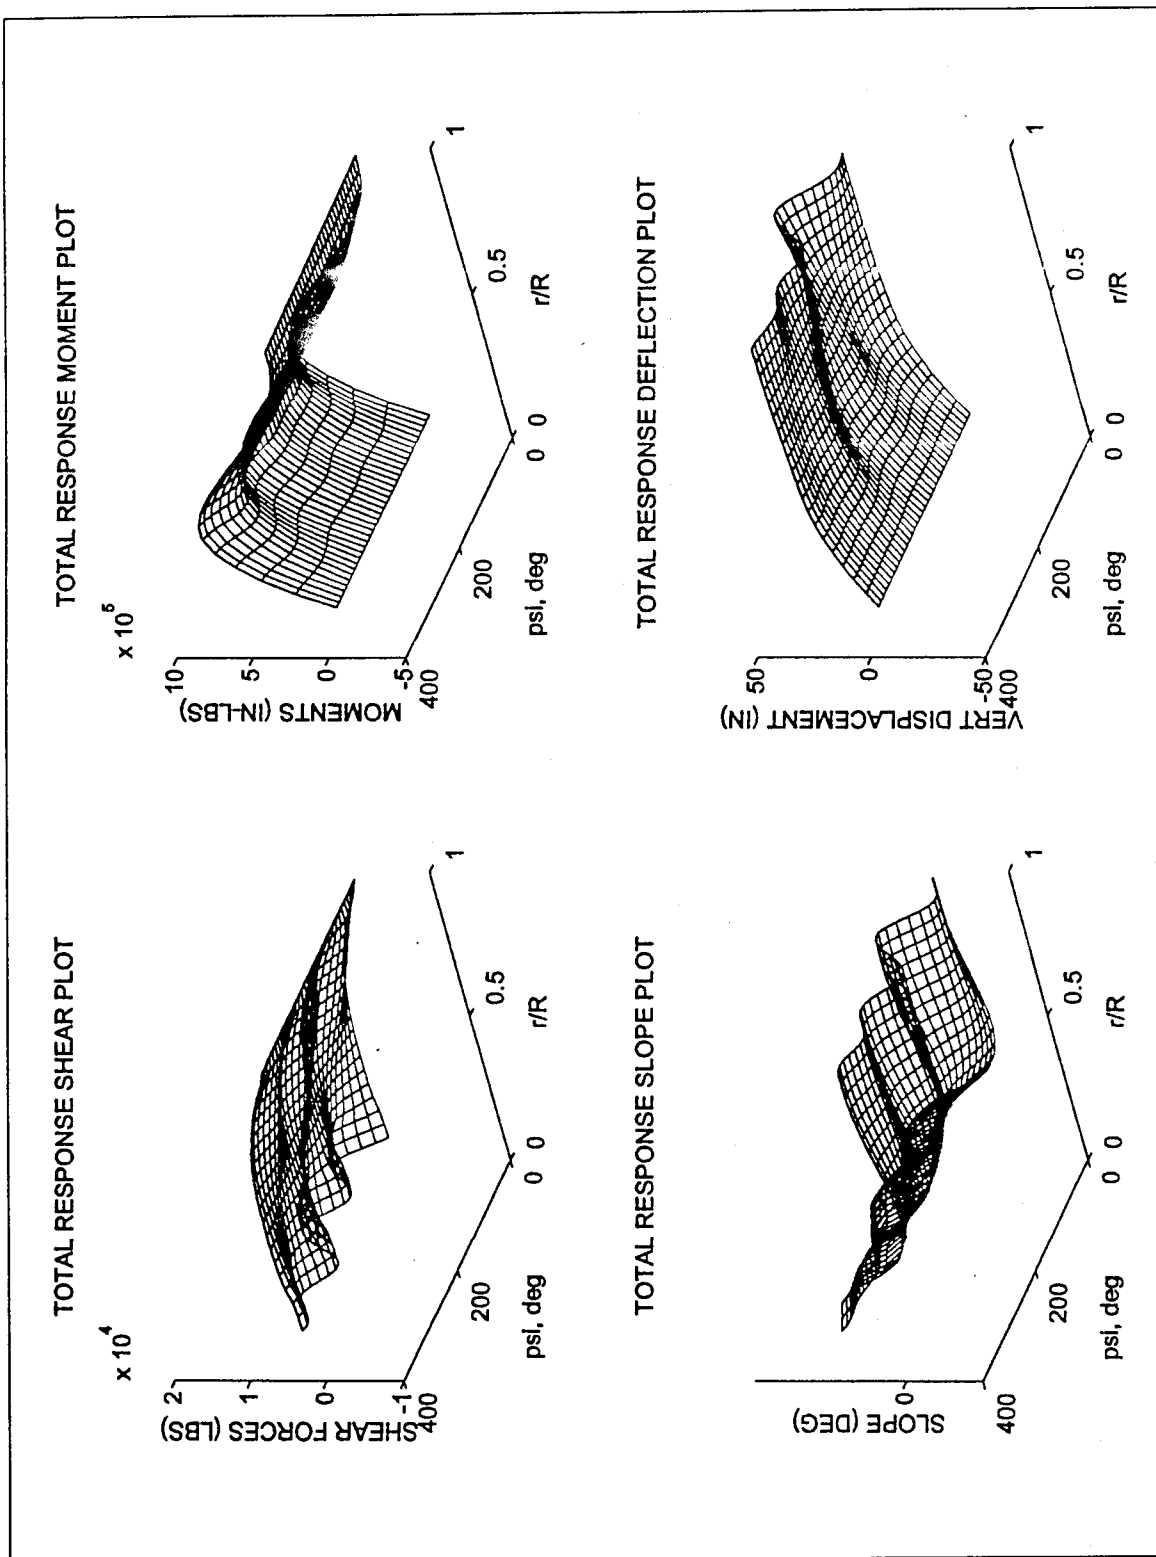 TOTAL RESPONSE SHEAR PLOT
x 10^4
2
1
0
-1
SHEAR FORCES (LBS)
400
200
0
psi, deg
0
0.5
1
r/R
TOTAL RESPONSE MOMENT PLOT
x 10^5
10
5
0
-5
MOMENTS (IN-LBS)
400
200
0
psi, deg
0
0.5
1
r/R
TOTAL RESPONSE SLOPE PLOT
0
SLOPE (DEG)
400
200
0
psi, deg
0
0.5
1
r/R
TOTAL RESPONSE DEFLECTION PLOT
50
0
-50
VERT DISPLACEMENT (IN)
400
200
0
psi, deg
0
0.5
1
r/R